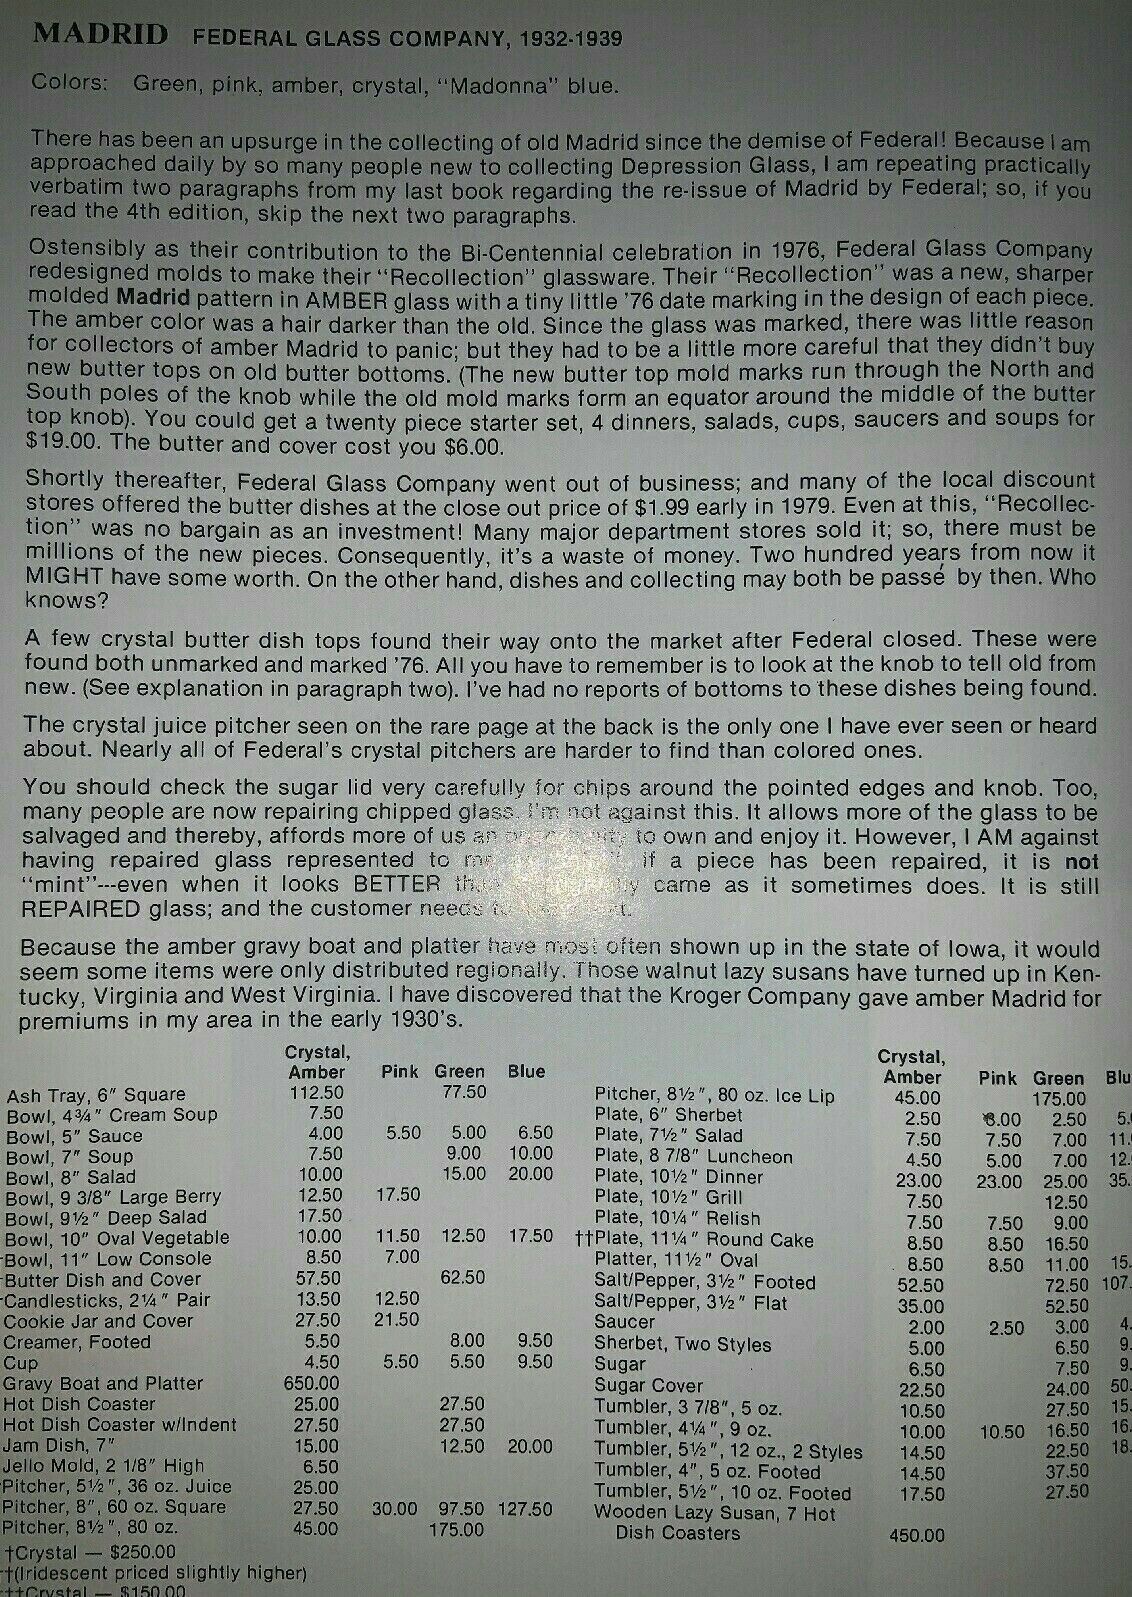 MADRID FEDERAL GLASS COMPANY, 1932-1939
Colors: Green, pink, amber, crystal, "Madonna" blue.
There has been an upsurge in the collecting of old Madrid since the demise of Federal! Because I am
approached daily by so many people new to collecting Depression Glass, I am repeating practically
verbatim two paragraphs from my last book regarding the re-issue of Madrid by Federal; so, if you
read the 4th edition, skip the next two paragraphs.
Ostensibly as their contribution to the Bi-Centennial celebration in 1976, Federal Glass Company
redesigned molds to make their "Recollection" glassware. Their "Recollection" was a new, sharper
molded Madrid pattern in AMBER glass with a tiny little '76 date marking in the design of each piece.
The amber color was a hair darker than the old. Since the glass was marked, there was little reason
for collectors of amber Madrid to panic; but they had to be a little more careful that they didn't buy
new butter tops on old butter bottoms. (The new butter top mold marks run through the North and
South poles of the knob while the old mold marks form an equator around the middle of the butter
top knob). You could get a twenty piece starter set, 4 dinners, salads, cups, saucers and soups for
$19.00. The butter and cover cost you $6.00.
Shortly thereafter, Federal Glass Company went out of business; and many of the local discount
stores offered the butter dishes at the close out price of $1.99 early in 1979. Even at this, "Recollec-
tion" was no bargain as an investment! Many major department stores sold it; so, there must be
millions of the new pieces. Consequently, it's a waste of money. Two hundred years from now it
MIGHT have some worth. On the other hand, dishes and collecting may both be passé by then. Who
knows?
A few crystal butter dish tops found their way onto the market after Federal closed. These were
found both unmarked and marked '76. All you have to remember is to look at the knob to tell old from
new. (See explanation in paragraph two). I've had no reports of bottoms to these dishes being found.
The crystal juice pitcher seen on the rare page at the back is the only one I have ever seen or heard
about. Nearly all of Federal's crystal pitchers are harder to find than colored ones.
You should check the sugar lid very carefully for chips around the pointed edges and knob. Too,
many people are now repairing chipped glass. I'm not against this. It allows more of the glass to be
salvaged and thereby, affords more of us an to own and enjoy it. However, I AM against
having repaired glass represented to if a piece has been repaired, it is not
"mint"---even when it looks BETTER came as it sometimes does. It is still
REPAIRED glass; and the customer needs
Because the amber gravy boat and platter have most often shown up in the state of Iowa, it would
seem some items were only distributed regionally. Those walnut lazy susans have turned up in Ken-
tucky, Virginia and West Virginia. I have discovered that the Kroger Company gave amber Madrid for
premiums in my area in the early 1930's.
Crystal,
Amber Pink Green Blue
Ash Tray, 6" Square 112.50 77.50
Bowl, 4¾" Cream Soup 7.50
Bowl, 5" Sauce 4.00 5.50 5.00 6.50
Bowl, 7" Soup 7.50 9.00 10.00
Bowl, 8" Salad 10.00 15.00 20.00
Bowl, 9 3/8" Large Berry 12.50 17.50
Bowl, 9½" Deep Salad 17.50
Bowl, 10" Oval Vegetable 10.00 11.50 12.50 17.50
Bowl, 11" Low Console 8.50 7.00
Butter Dish and Cover 57.50 62.50
Candlesticks, 2¼" Pair 13.50 12.50
Cookie Jar and Cover 27.50 21.50
Creamer, Footed 5.50 8.00 9.50
Cup 4.50 5.50 5.50 9.50
Gravy Boat and Platter 650.00
Hot Dish Coaster 25.00 27.50
Hot Dish Coaster w/Indent 27.50 27.50
Jam Dish, 7" 15.00 12.50 20.00
Jello Mold, 2 1/8" High 6.50
Pitcher, 5½", 36 oz. Juice 25.00
Pitcher, 8", 60 oz. Square 27.50 30.00 97.50 127.50
Pitcher, 8½", 80 oz. 45.00 175.00
†Crystal — $250.00
††(Iridescent priced slightly higher)
†††Crystal — $150.00
Crystal,
Amber Pink Green Blu
Pitcher, 8½", 80 oz. Ice Lip 45.00 175.00
Plate, 6" Sherbet 2.50 3.00 2.50 5.
Plate, 7½" Salad 7.50 7.50 7.00 11.
Plate, 8 7/8" Luncheon 4.50 5.00 7.00 12.
Plate, 10½" Dinner 23.00 23.00 25.00 35.
Plate, 10½" Grill 7.50 12.50
Plate, 10¼" Relish 7.50 7.50 9.00
††Plate, 11¼" Round Cake 8.50 8.50 16.50
Platter, 11½" Oval 8.50 8.50 11.00 15.
Salt/Pepper, 3½" Footed 52.50 72.50 107.
Salt/Pepper, 3½" Flat 35.00 52.50
Saucer 2.00 2.50 3.00 4.
Sherbet, Two Styles 5.00 6.50 9.
Sugar 6.50 7.50 9.
Sugar Cover 22.50 24.00 50.
Tumbler, 3 7/8", 5 oz. 10.50 27.50 15.
Tumbler, 4¼", 9 oz. 10.00 10.50 16.50 16.
Tumbler, 5½", 12 oz., 2 Styles 14.50 22.50 18.
Tumbler, 4", 5 oz. Footed 14.50 37.50
Tumbler, 5½", 10 oz. Footed 17.50 27.50
Wooden Lazy Susan, 7 Hot
Dish Coasters 450.00